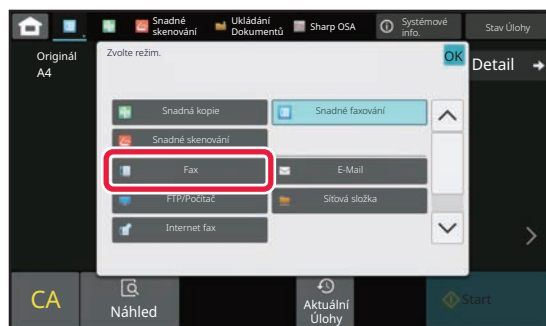 Snadné skenování
Ukládání Dokumentů
Sharp OSA
Systémové info.
Stav Úlohy
Originál
A4
Zvolte režim.
OK
Detail
Snadná kopie
Snadné faxování
Snadné skenování
Fax
E-Mail
FTP/Počítač
Síťová složka
Internet fax
CA
Náhled
Aktuální
Úlohy
Start